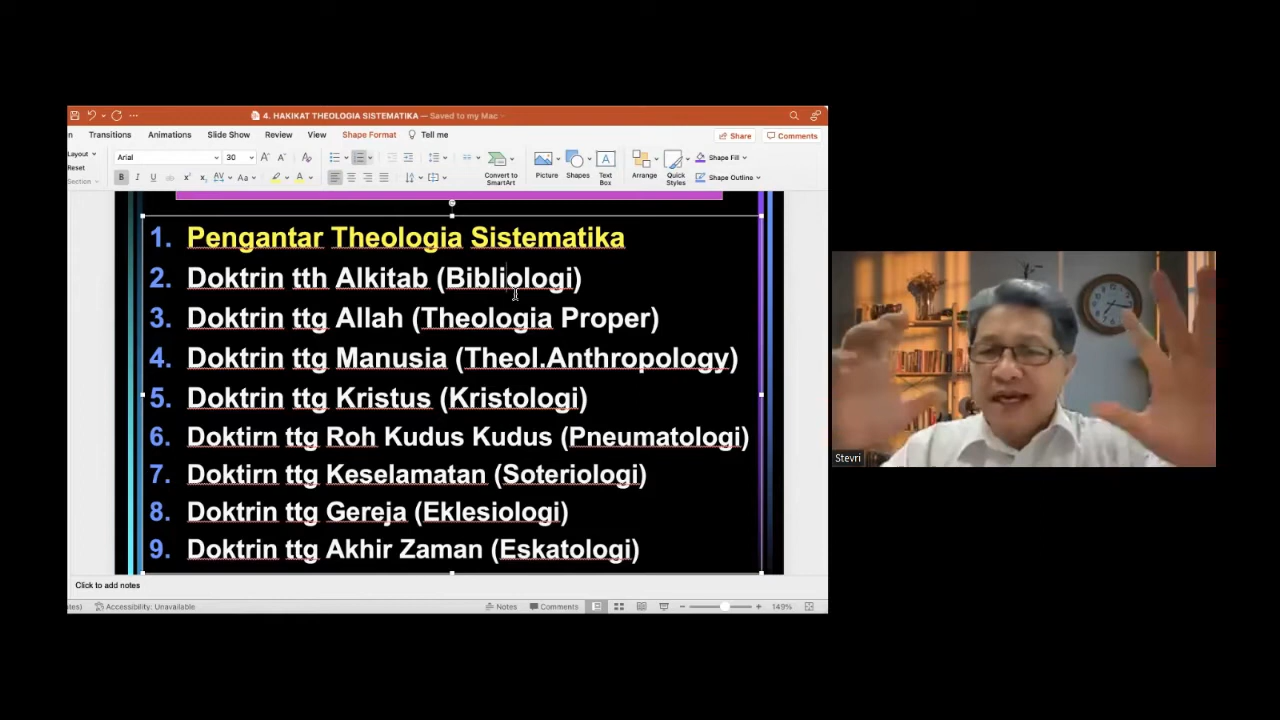 4. HAKIKAT THEOLOGIA SISTEMATIKA — Saved to my Mac
Transitions Animations Slide Show Review View Shape Format Tell me
Share Comments
Layout
Reset
Section
Arial 30
B I U ab X² X₂ AV Aa
Convert to SmartArt
Picture
Shapes
Text Box
Arrange
Quick Styles
Shape Fill
Shape Outline
1. Pengantar Theologia Sistematika
2. Doktrin tth Alkitab (Bibliologi)
3. Doktrin ttg Allah (Theologia Proper)
4. Doktrin ttg Manusia (Theol.Anthropology)
5. Doktrin ttg Kristus (Kristologi)
6. Doktirn ttg Roh Kudus Kudus (Pneumatologi)
7. Doktirn ttg Keselamatan (Soteriologi)
8. Doktrin ttg Gereja (Eklesiologi)
9. Doktrin ttg Akhir Zaman (Eskatologi)
Stevri
Click to add notes
Accessibility: Unavailable
Notes Comments 149%